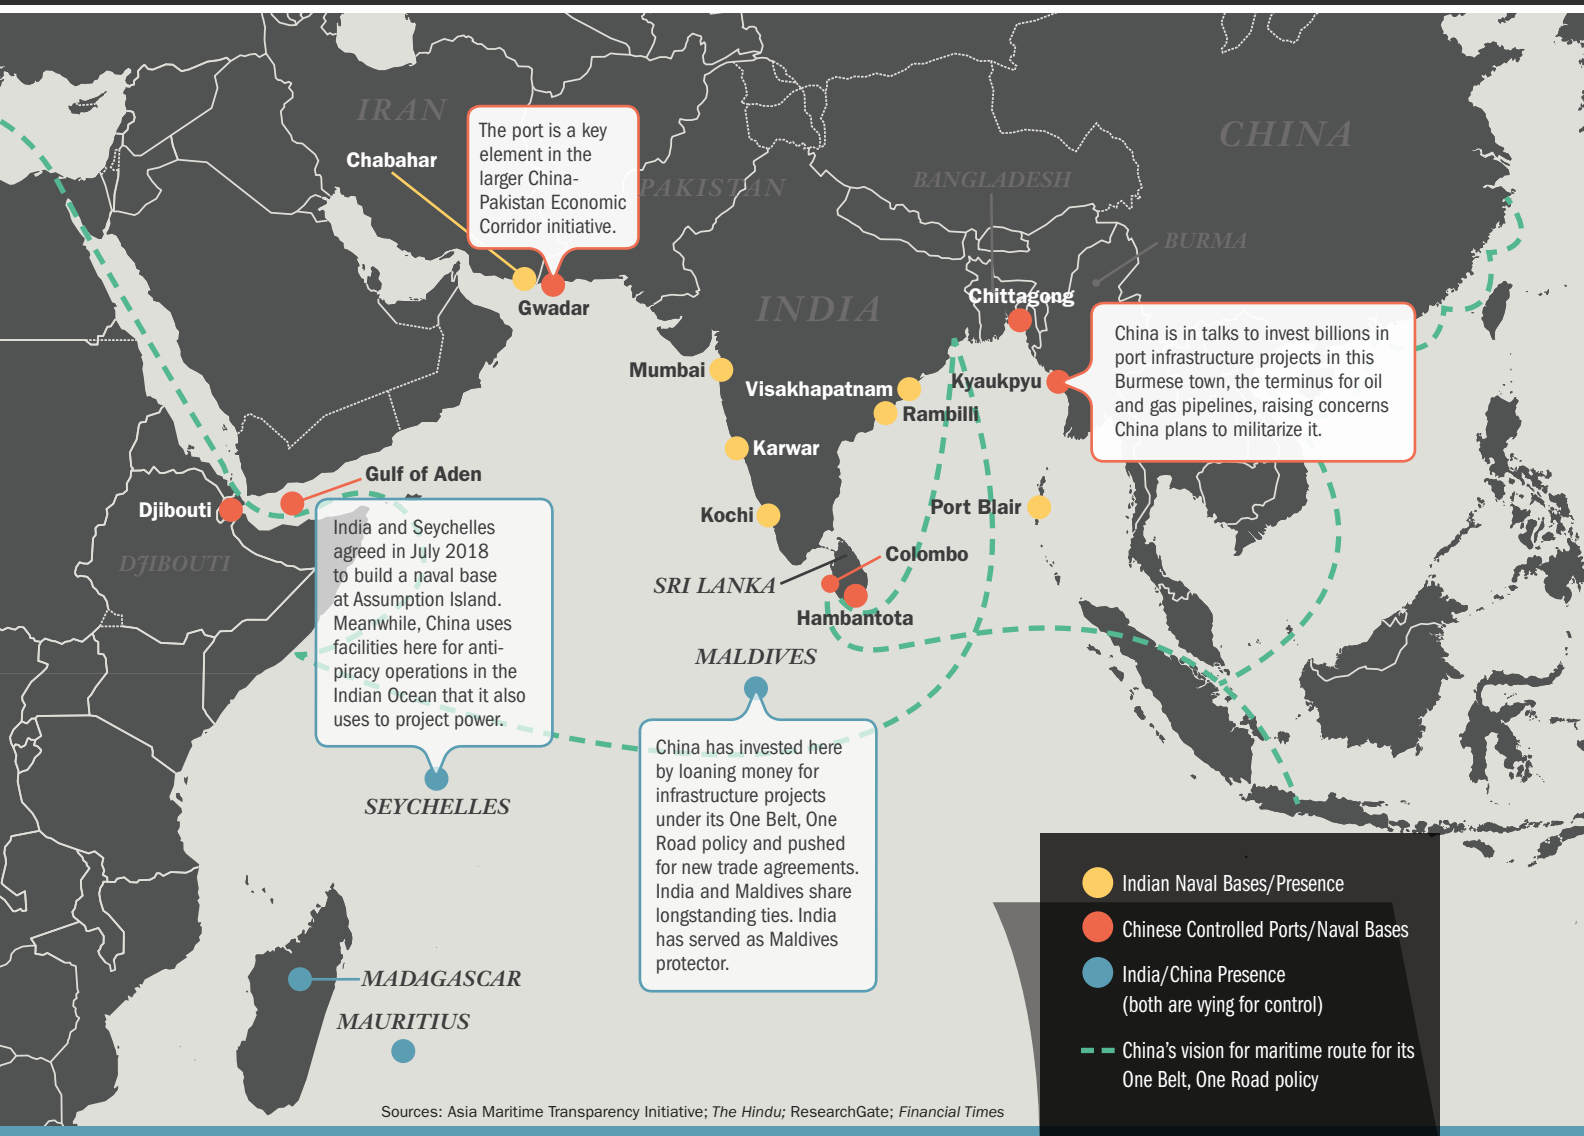 IRAN
CHINA
Chabahar
The port is a key
element in the
larger China-
Pakistan Economic
Corridor initiative.
PAKISTAN
BANGLADESH
BURMA
Gwadar
INDIA
Chittagong
China is in talks to invest billions in
port infrastructure projects in this
Burmese town, the terminus for oil
and gas pipelines, raising concerns
China plans to militarize it.
Mumbai
Visakhapatnam
Kyaukpyu
Rambilli
Karwar
Gulf of Aden
Djibouti
Kochi
Port Blair
DJIBOUTI
India and Seychelles
agreed in July 2018
to build a naval base
at Assumption Island.
Meanwhile, China uses
facilities here for anti-
piracy operations in the
Indian Ocean that it also
uses to project power.
Colombo
SRI LANKA
Hambantota
MALDIVES
China has invested here
by loaning money for
infrastructure projects
under its One Belt, One
Road policy and pushed
for new trade agreements.
India and Maldives share
longstanding ties. India
has served as Maldives
protector.
SEYCHELLES
MADAGASCAR
MAURITIUS
Indian Naval Bases/Presence
Chinese Controlled Ports/Naval Bases
India/China Presence
(both are vying for control)
China's vision for maritime route for its
One Belt, One Road policy
Sources: Asia Maritime Transparency Initiative; The Hindu; ResearchGate; Financial Times